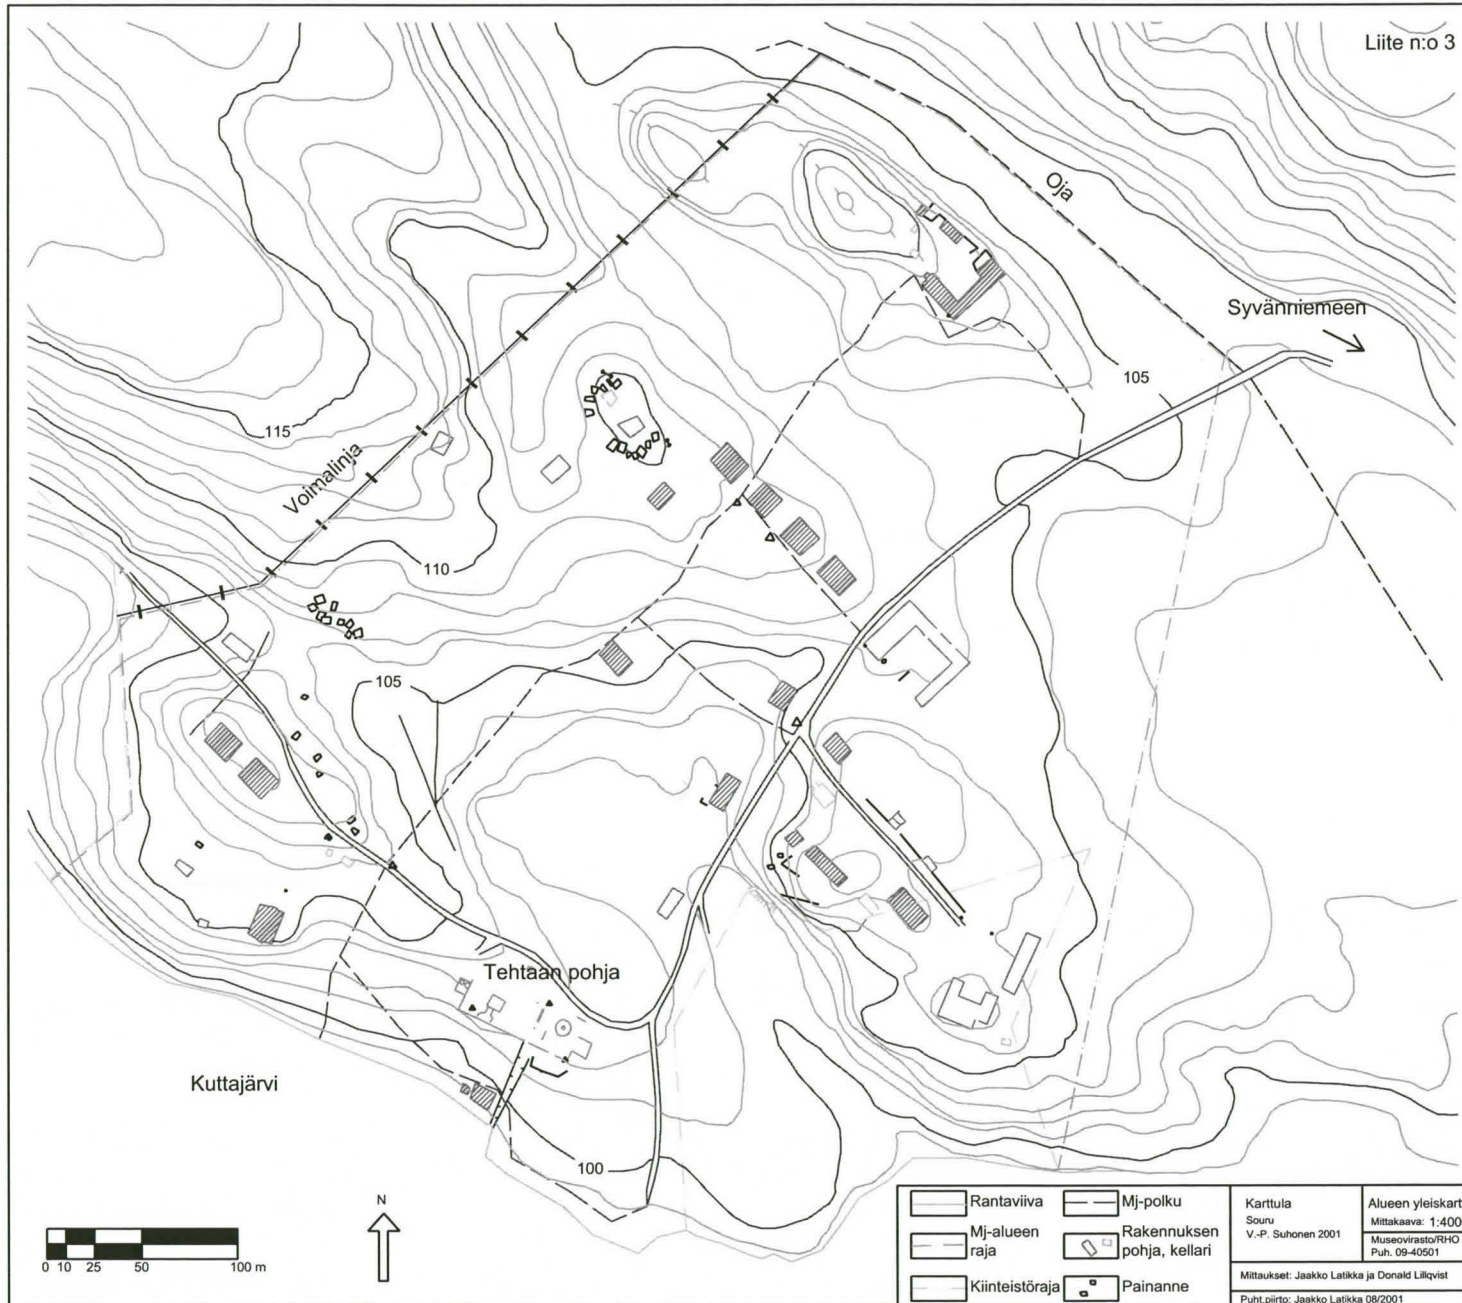 Liite n:o 3
Oja
Syvänniemeen
105
115
Voimalinja
110
105
Tehtaan pohja
Kuttajärvi
100
N
0 10 25 50 100 m
Rantaviiva
Mj-polku
Mj-alueen
raja
Rakennuksen
pohja, kellari
Kiinteistöraja
Painanne
Karttula
Souru
V.-P. Suhonen 2001
Alueen yleiskart
Mittakaava: 1:400
Museovirasto/RHO
Puh. 09-40501
Mittaukset: Jaakko Latikka ja Donald Lillqvist
Puht.piirto: Jaakko Latikka 08/2001